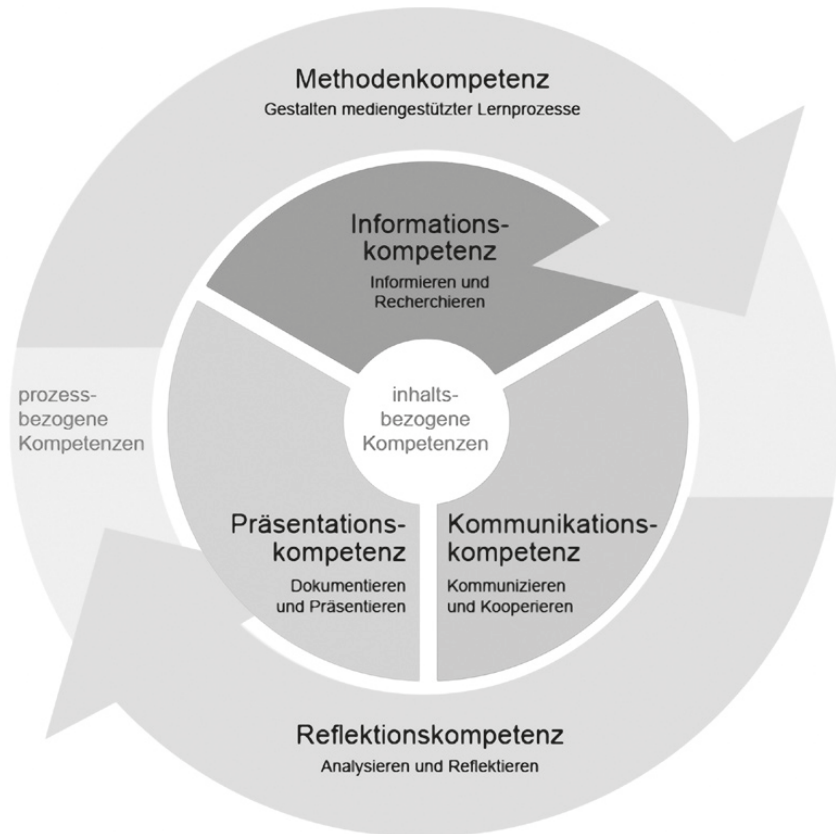 Methodenkompetenz
Gestalten mediengestützter Lernprozesse
Informations-
kompetenz
Informieren und
Recherchieren
prozess-
bezogene
Kompetenzen
inhalts-
bezogene
Kompetenzen
Präsentations-
kompetenz
Dokumentieren
und Präsentieren
Kommunikations-
kompetenz
Kommunizieren
und Kooperieren
Reflektionskompetenz
Analysieren und Reflektieren